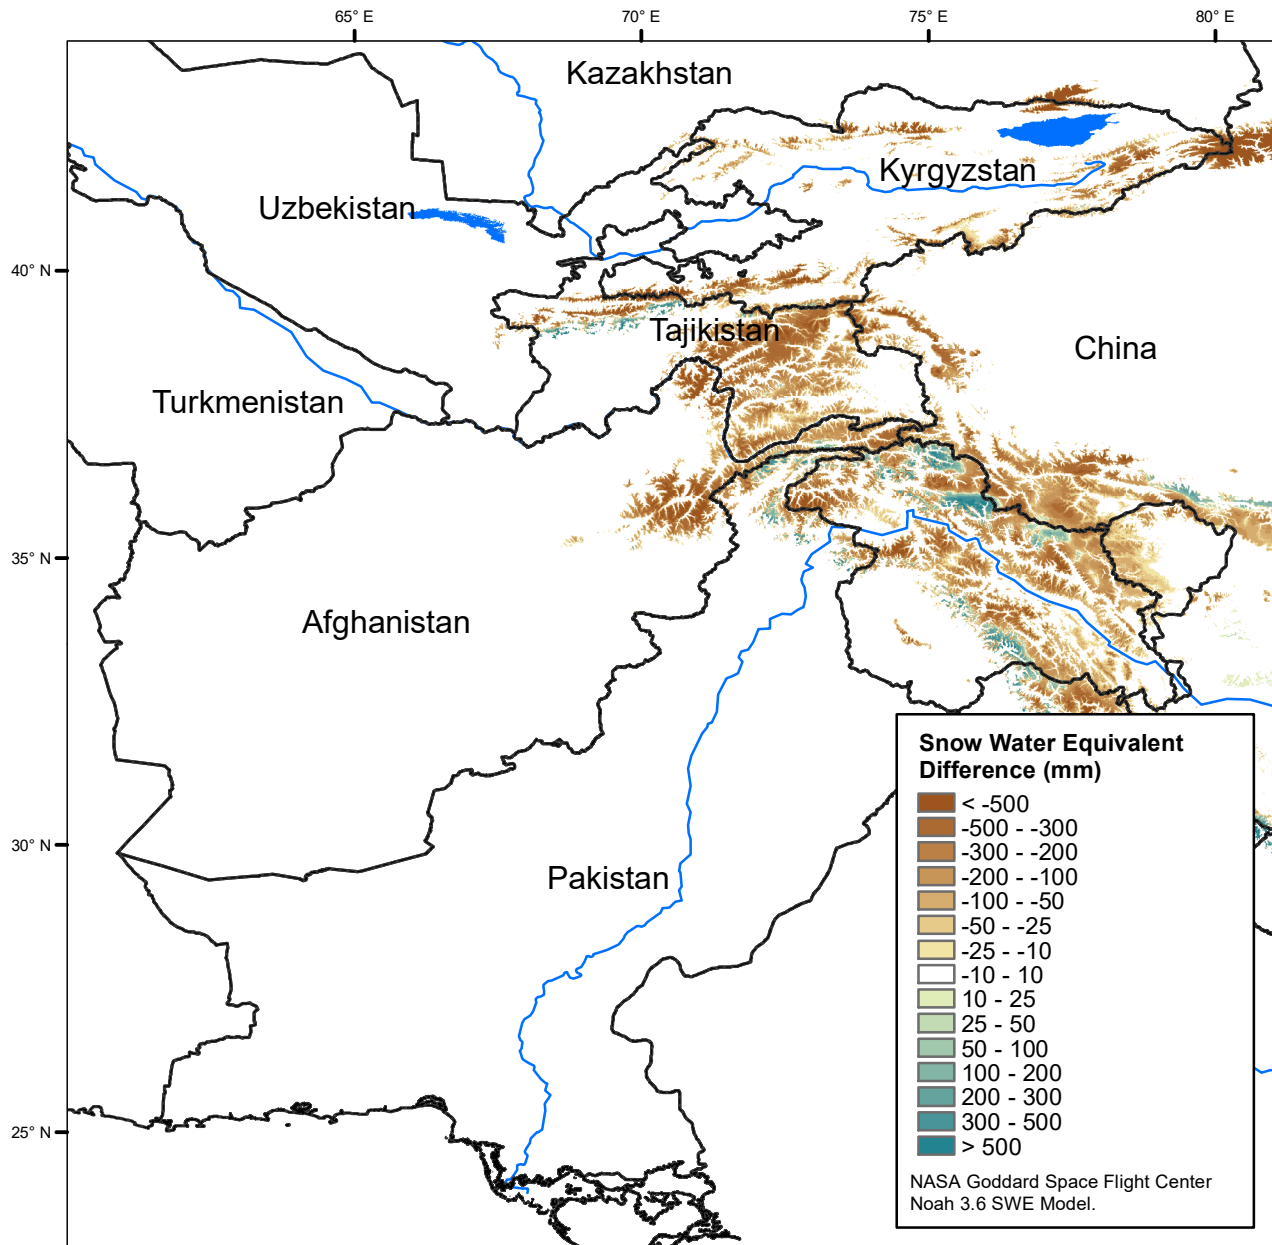 65° E
70° E
75° E
80° E
Kazakhstan
Kyrgyzstan
Uzbekistan
40° N
Tajikistan
China
Turkmenistan
35° N
Afghanistan
Snow Water Equivalent
Difference (mm)
< -500
-500 - -300
-300 - -200
-200 - -100
-100 - -50
-50 - -25
-25 - -10
-10 - 10
10 - 25
25 - 50
50 - 100
100 - 200
200 - 300
300 - 500
> 500
30° N
Pakistan
25° N
NASA Goddard Space Flight Center
Noah 3.6 SWE Model.